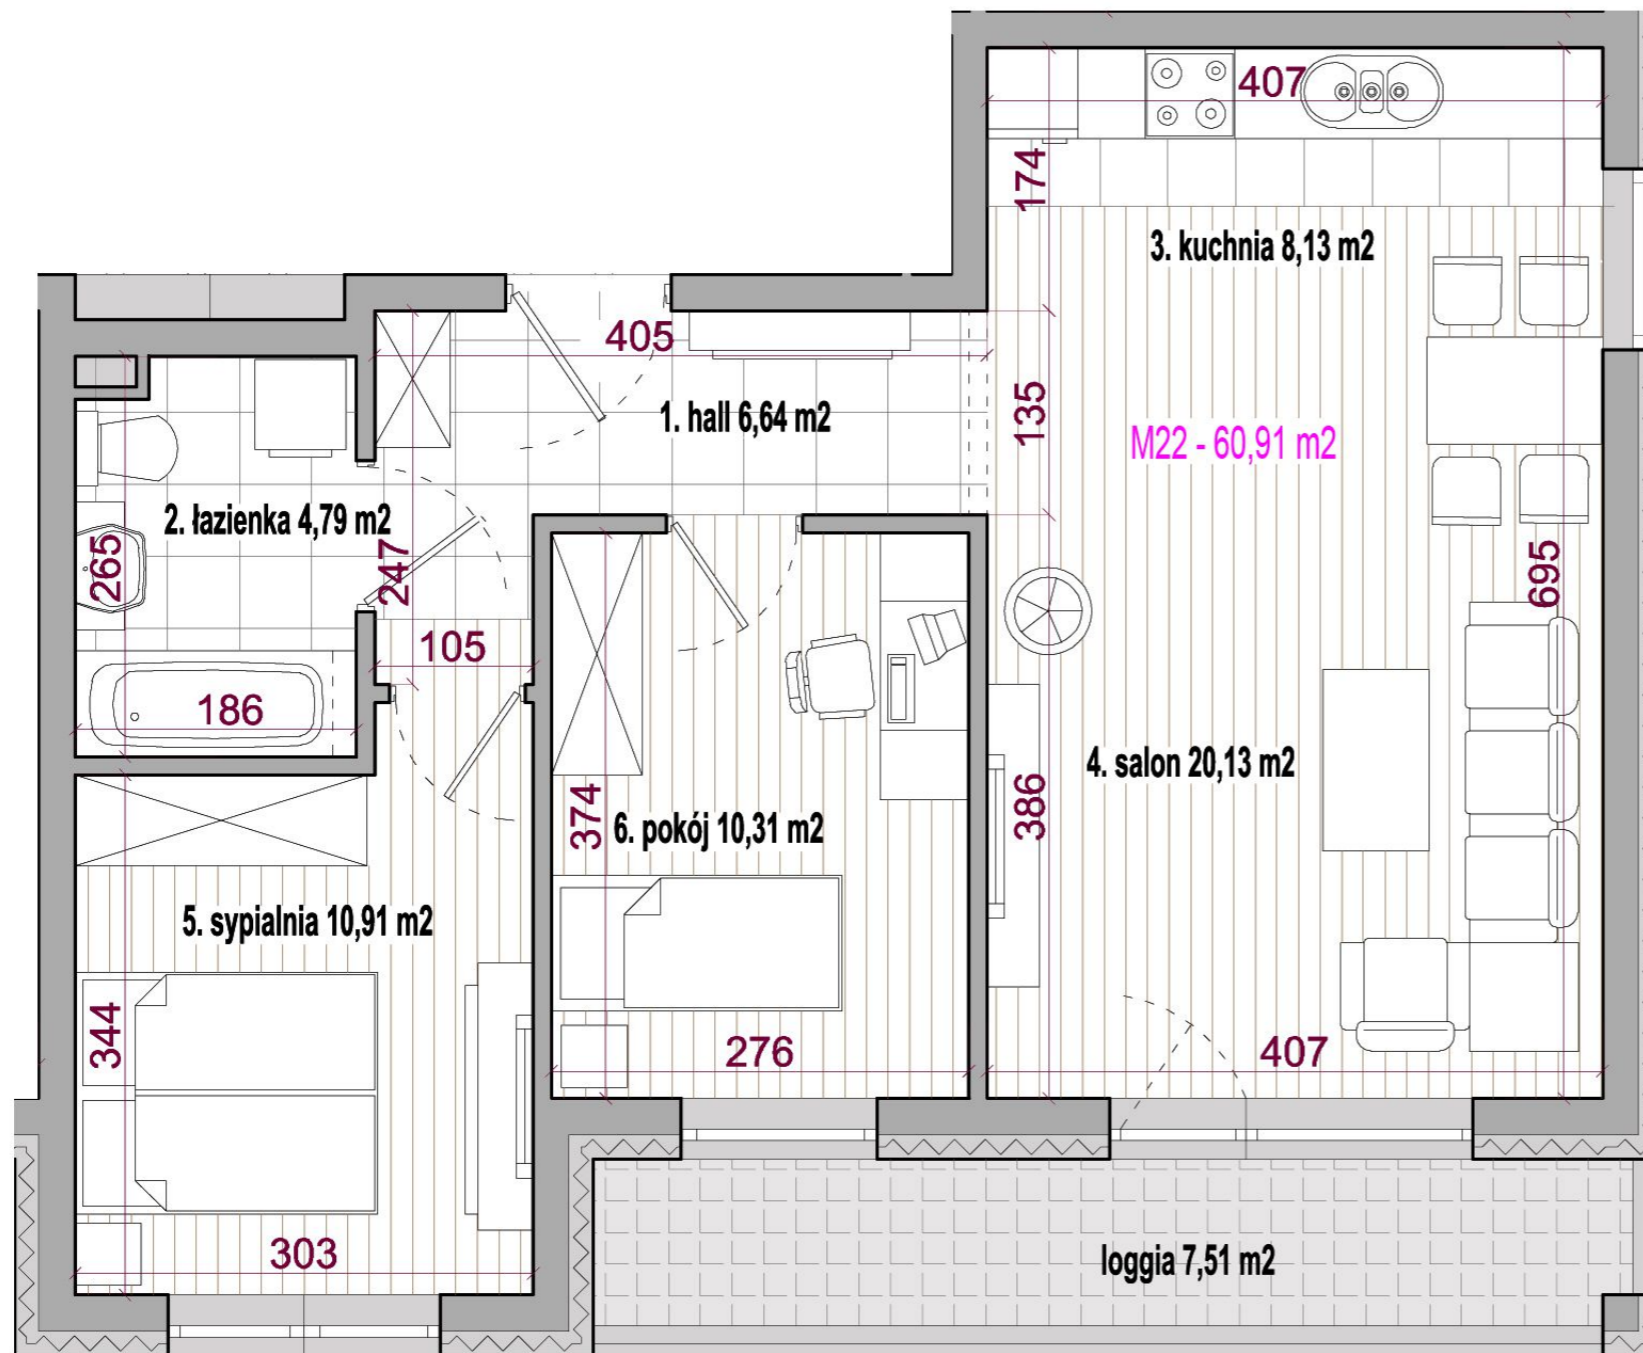 407
174
3. kuchnia 8,13 m2
405
1. hall 6,64 m2
135
M22 - 60,91 m2
2. łazienka 4,79 m2
265
247
695
105
186
386
4. salon 20,13 m2
374
6. pokój 10,31 m2
5. sypialnia 10,91 m2
344
276
407
303
loggia 7,51 m2